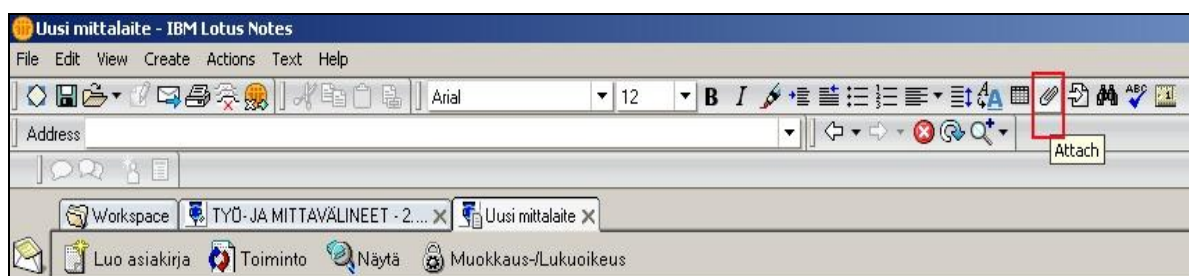 Uusi mittalaite - IBM Lotus Notes
File Edit View Create Actions Text Help
Arial 12 B I A ABC
Address
Attach
Workspace TYÖ- JA MITTAVÄLINEET - 2.... Uusi mittalaite
Luo asiakirja Toiminto Näytä Muokkaus-/Lukuoikeus